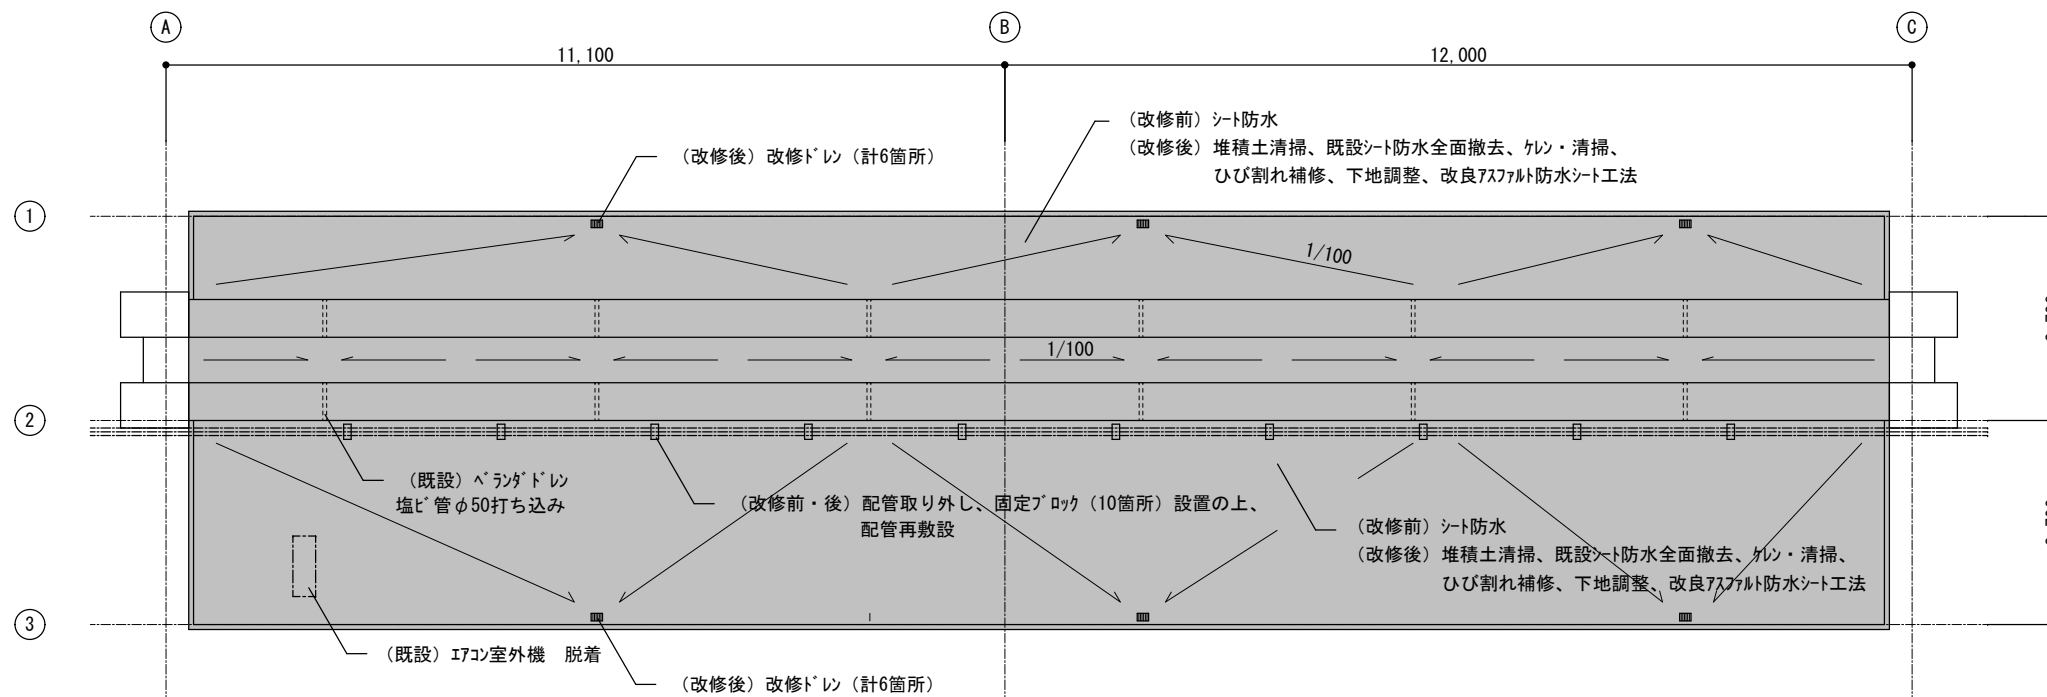 A
B
C
11,100
12,000
(改修前) シート防水
(改修後) 堆積土清掃、既設シート防水全面撤去、ケレン・清掃、
ひび割れ補修、下地調整、改良アスファルト防水シート工法
(改修後) 改修ドレン (計6箇所)
1
1/100
1/100
2
(既設) ベランダドレン
塩ビ管φ50打ち込み
(改修前・後) 配管取り外し、固定ブロック (10箇所) 設置の上、
配管再敷設
(改修前) シート防水
(改修後) 堆積土清掃、既設シート防水全面撤去、ケレン・清掃、
ひび割れ補修、下地調整、改良アスファルト防水シート工法
3
(既設) エアコン室外機 脱着
(改修後) 改修ドレン (計6箇所)